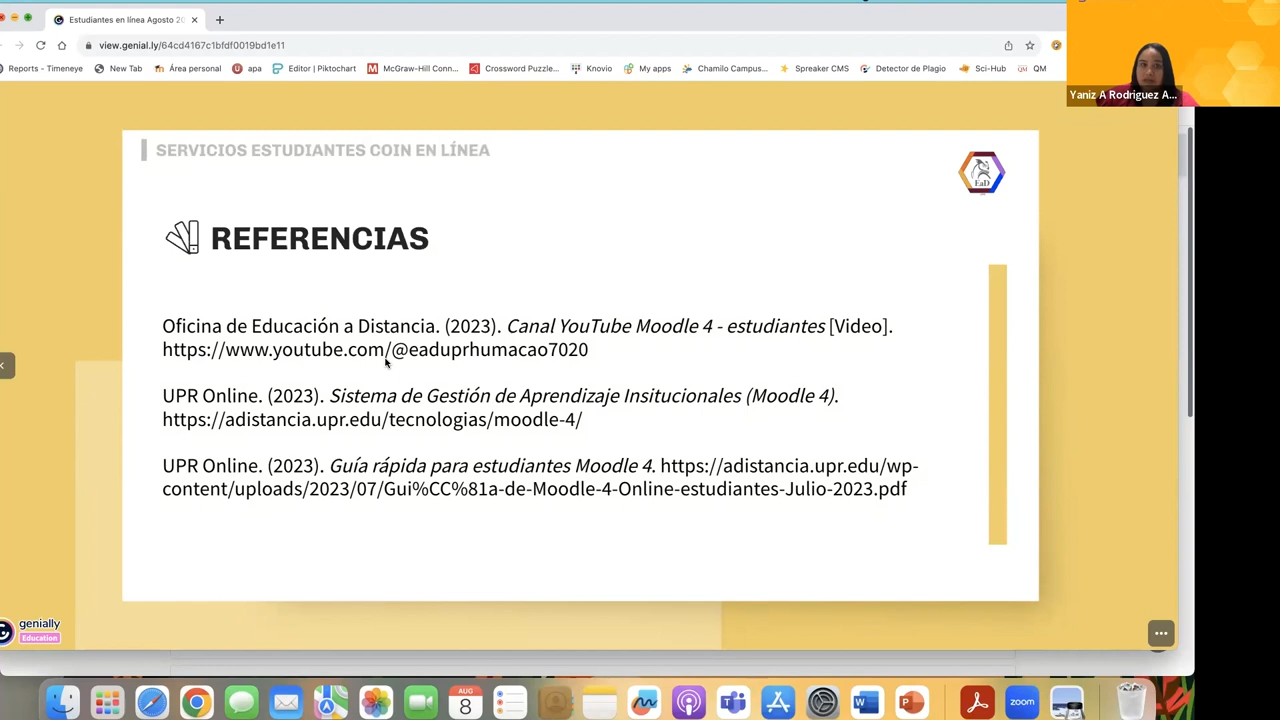 Estudiantes en línea Agosto 20
view.genial.ly/64cd4167c1bfdf0019bd1e11
Reports - Timeneye
New Tab
Área personal
apa
Editor | Piktochart
McGraw-Hill Conn...
Crossword Puzzle...
Knovio
My apps
Chamilo Campus...
Spreaker CMS
Detector de Plagio
Sci-Hub
QM
QM
Yaniz A Rodriguez A...
SERVICIOS ESTUDIANTES COIN EN LÍNEA
EaD
REFERENCIAS
Oficina de Educación a Distancia. (2023). Canal YouTube Moodle 4 - estudiantes [Video].
https://www.youtube.com/@eaduprhumacao7020
UPR Online. (2023). Sistema de Gestión de Aprendizaje Insitucionales (Moodle 4).
https://adistancia.upr.edu/tecnologias/moodle-4/
UPR Online. (2023). Guía rápida para estudiantes Moodle 4. https://adistancia.upr.edu/wp-
content/uploads/2023/07/Gui%CC%81a-de-Moodle-4-Online-estudiantes-Julio-2023.pdf
genially
Education
AUG
8
zoom